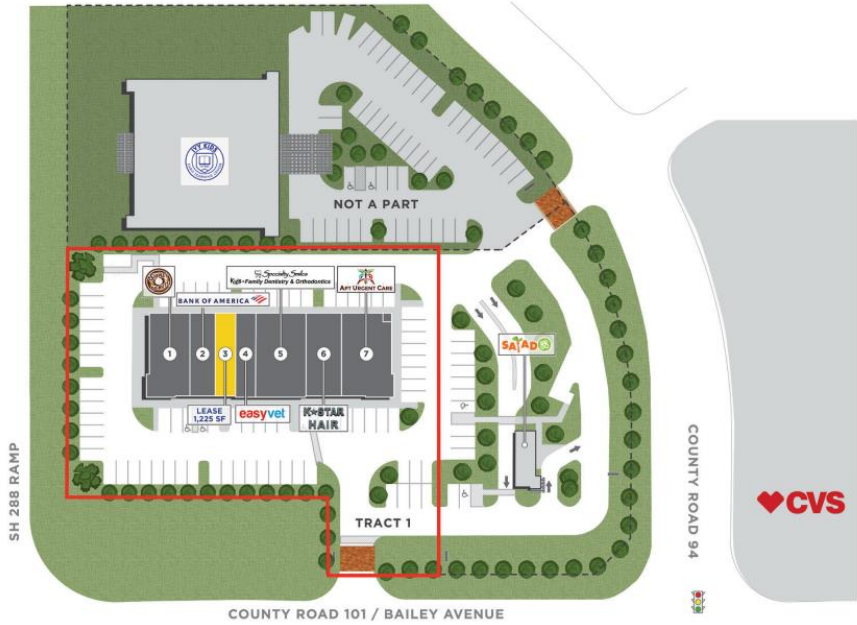 IVY KIDS
NOT A PART
Specialty Smiles
Kids+Family Dentistry & Orthodontics
APT URGENT CARE
BANK OF AMERICA
SALAD
1
2
3
4
5
6
7
LEASE
1,225 SF
easyvet
K★STAR
HAIR
TRACT 1
SH 288 RAMP
COUNTY ROAD 94
CVS
COUNTY ROAD 101 / BAILEY AVENUE